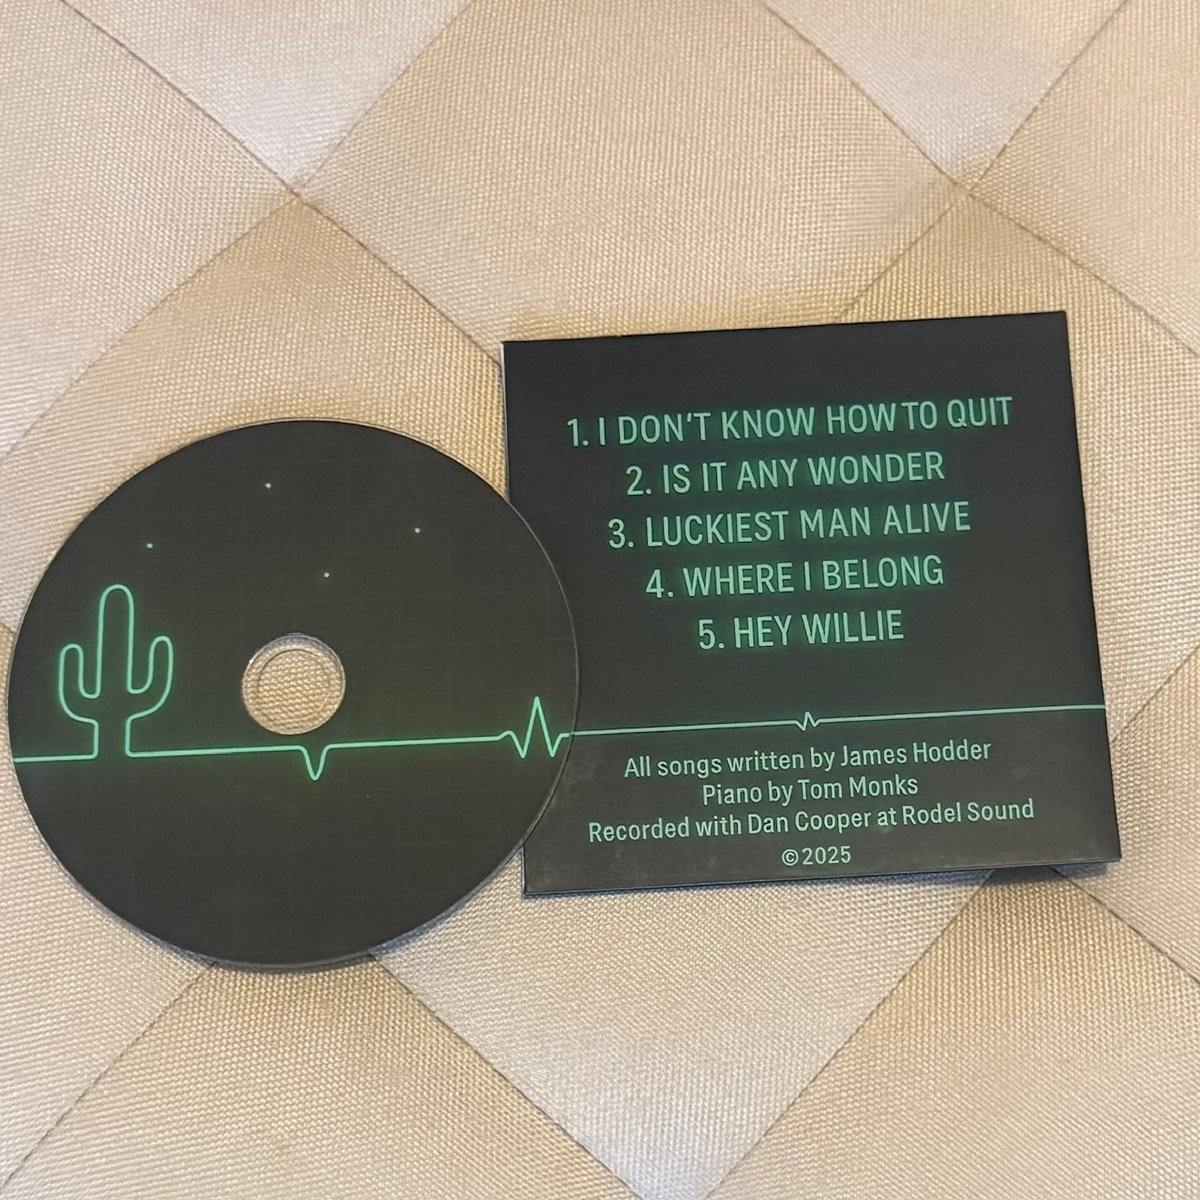 1. I DON'T KNOW HOW TO QUIT
2. IS IT ANY WONDER
3. LUCKIEST MAN ALIVE
4. WHERE I BELONG
5. HEY WILLIE
All songs written by James Hodder
Piano by Tom Monks
Recorded with Dan Cooper at Rodel Sound
©2025